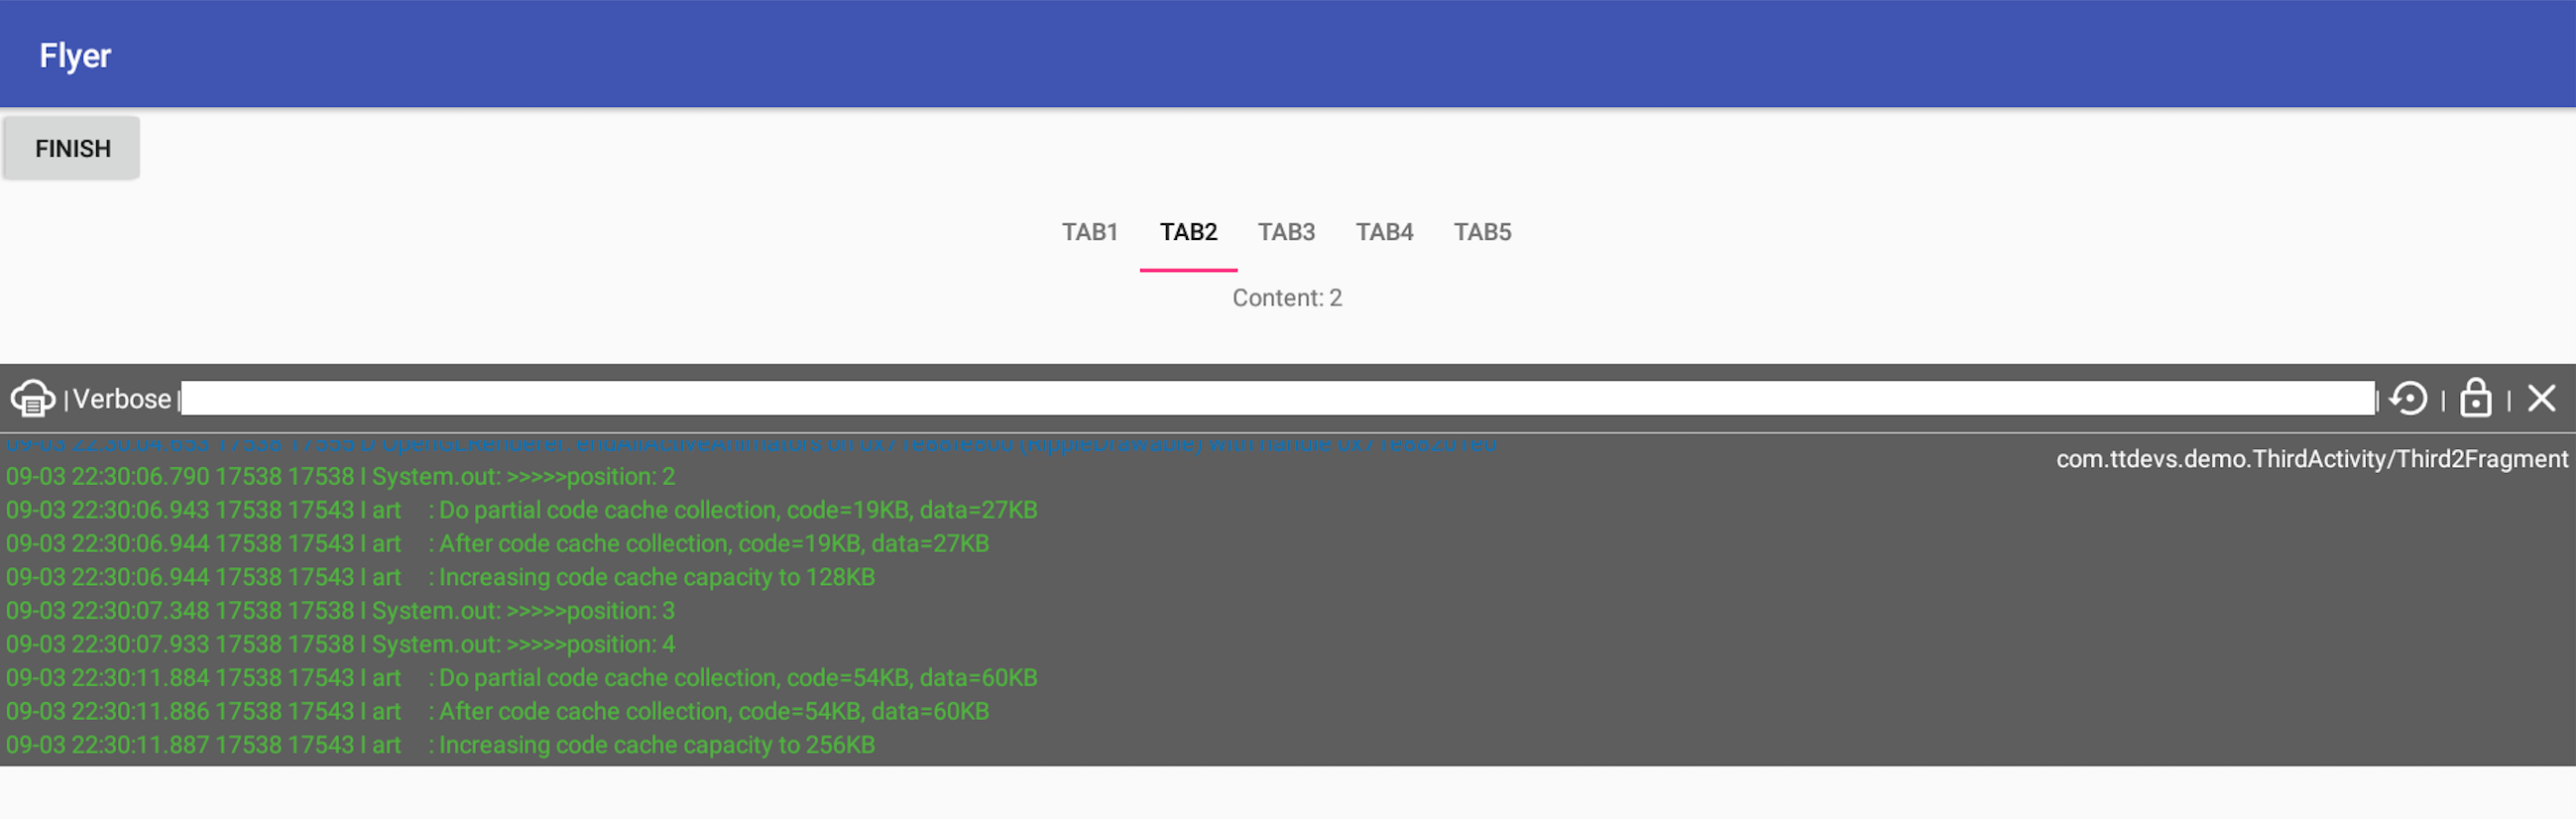 Flyer
FINISH
TAB1 TAB2 TAB3 TAB4 TAB5
Content: 2
| Verbose | | | |
com.ttdevs.demo.ThirdActivity/Third2Fragment
09-03 22:30:06.790 17538 17538 I System.out: >>>>>position: 2
09-03 22:30:06.943 17538 17543 I art : Do partial code cache collection, code=19KB, data=27KB
09-03 22:30:06.944 17538 17543 I art : After code cache collection, code=19KB, data=27KB
09-03 22:30:06.944 17538 17543 I art : Increasing code cache capacity to 128KB
09-03 22:30:07.348 17538 17538 I System.out: >>>>>position: 3
09-03 22:30:07.933 17538 17538 I System.out: >>>>>position: 4
09-03 22:30:11.884 17538 17543 I art : Do partial code cache collection, code=54KB, data=60KB
09-03 22:30:11.886 17538 17543 I art : After code cache collection, code=54KB, data=60KB
09-03 22:30:11.887 17538 17543 I art : Increasing code cache capacity to 256KB